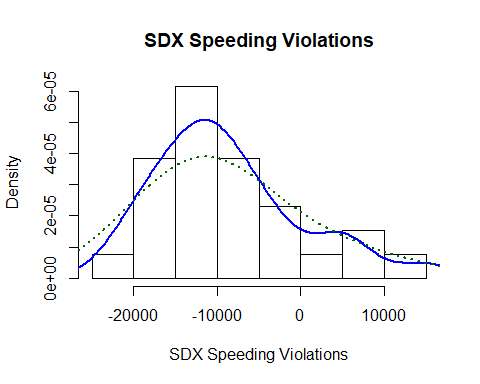 SDX Speeding Violations
Density
6e-05
4e-05
2e-05
0e+00
-20000 -10000 0 10000
SDX Speeding Violations